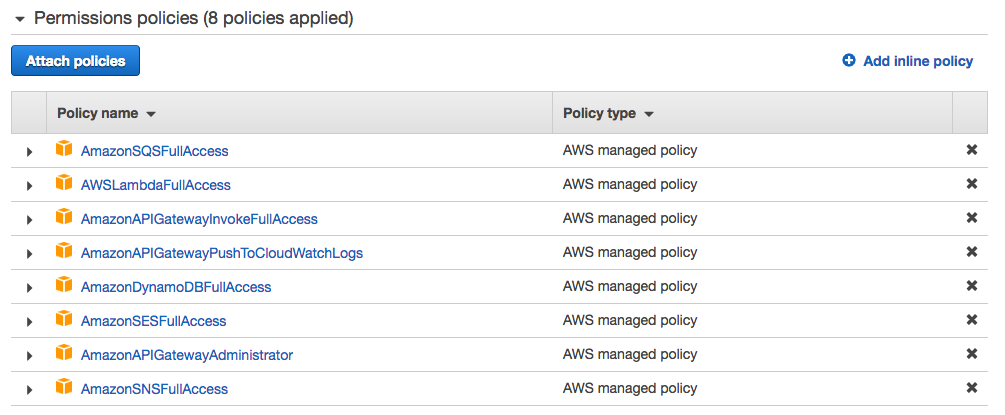 Permissions policies (8 policies applied)
Attach policies
Add inline policy
Policy name Policy type
AmazonSQSFullAccess AWS managed policy
AWSLambdaFullAccess AWS managed policy
AmazonAPIGatewayInvokeFullAccess AWS managed policy
AmazonAPIGatewayPushToCloudWatchLogs AWS managed policy
AmazonDynamoDBFullAccess AWS managed policy
AmazonSESFullAccess AWS managed policy
AmazonAPIGatewayAdministrator AWS managed policy
AmazonSNSFullAccess AWS managed policy